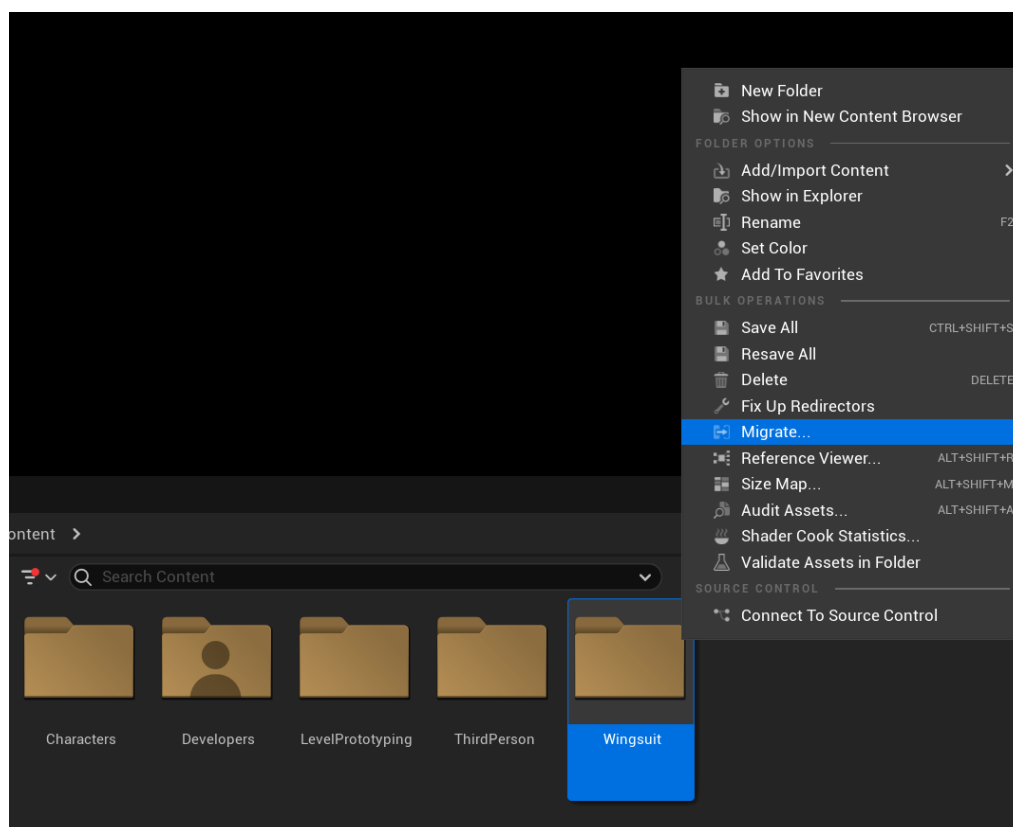 New Folder
Show in New Content Browser
FOLDER OPTIONS
Add/Import Content
Show in Explorer
Rename F2
Set Color
Add To Favorites
BULK OPERATIONS
Save All CTRL+SHIFT+S
Resave All
Delete DELETE
Fix Up Redirectors
Migrate...
Reference Viewer... ALT+SHIFT+R
Size Map... ALT+SHIFT+M
Audit Assets... ALT+SHIFT+A
Shader Cook Statistics...
Validate Assets in Folder
SOURCE CONTROL
Connect To Source Control
ontent
Search Content
Characters
Developers
LevelPrototyping
ThirdPerson
Wingsuit